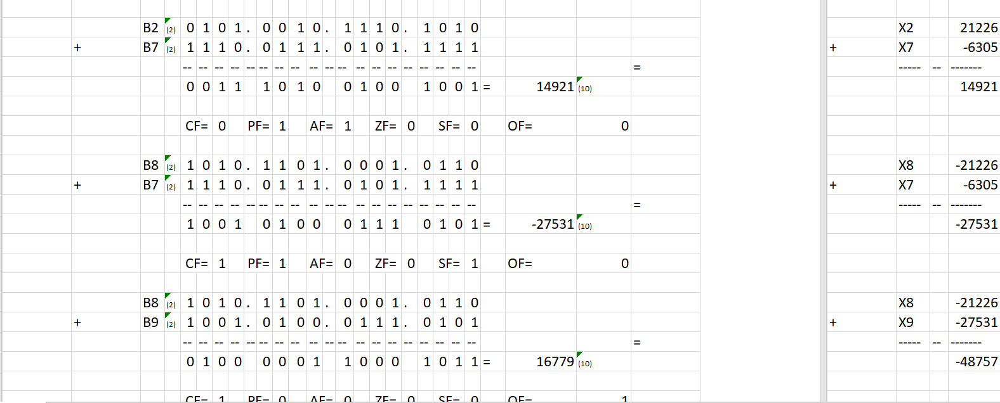 B2 (2) 0 1 0 1. 0 0 1 0. 1 1 1 0. 1 0 1 0 X2 21226
+ B7 (2) 1 1 1 0. 0 1 1 1. 0 1 0 1. 1 1 1 1 + X7 -6305
-- -- -- -- -- -- -- -- -- -- -- -- -- -- -- -- -- -- -- = ----- -- -------
0 0 1 1 1 0 1 0 0 1 0 0 1 0 0 1 = 14921 (10) 14921
CF= 0 PF= 1 AF= 1 ZF= 0 SF= 0 OF= 0
B8 (2) 1 0 1 0. 1 1 0 1. 0 0 0 1. 0 1 1 0 X8 -21226
+ B7 (2) 1 1 1 0. 0 1 1 1. 0 1 0 1. 1 1 1 1 + X7 -6305
-- -- -- -- -- -- -- -- -- -- -- -- -- -- -- -- -- -- -- = ----- -- -------
1 0 0 1 0 1 0 0 0 1 1 1 0 1 0 1 = -27531 (10) -27531
CF= 1 PF= 1 AF= 0 ZF= 0 SF= 1 OF= 0
B8 (2) 1 0 1 0. 1 1 0 1. 0 0 0 1. 0 1 1 0 X8 -21226
+ B9 (2) 1 0 0 1. 0 1 0 0. 0 1 1 1. 0 1 0 1 + X9 -27531
-- -- -- -- -- -- -- -- -- -- -- -- -- -- -- -- -- -- -- = ----- -- -------
0 1 0 0 0 0 0 1 1 0 0 0 1 0 1 1 = 16779 (10) -48757
CF= 1 PF= 0 AF= 0 ZF= 0 SF= 0 OF= 1